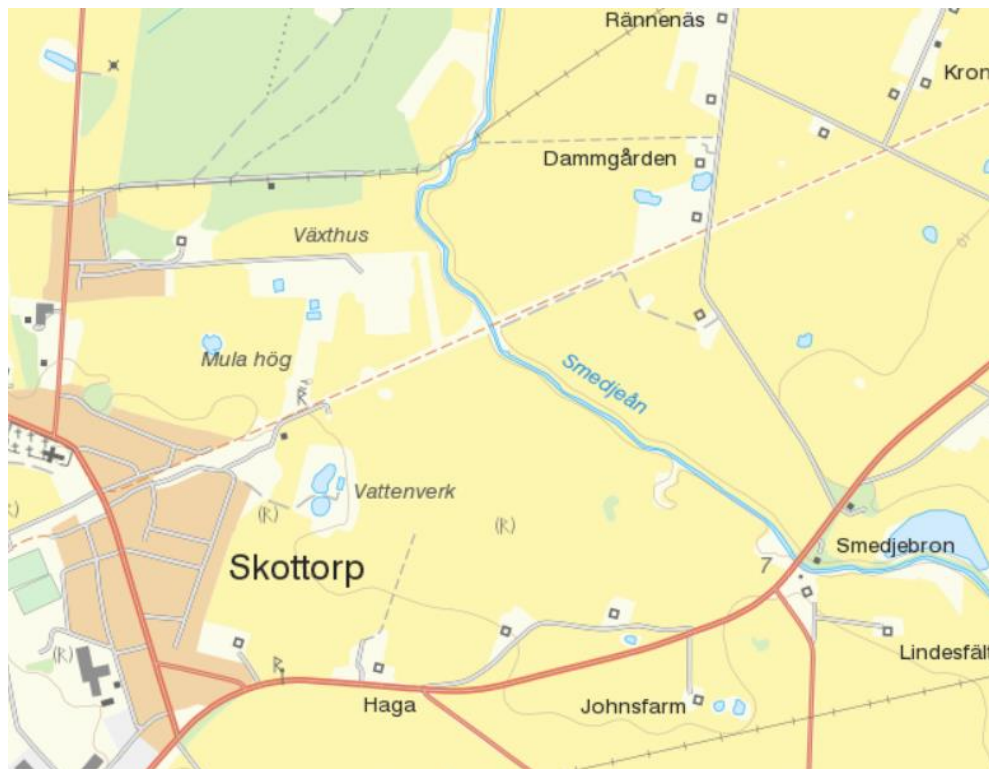 Rännenäs
Kron
Dammgården
Växthus
Mula hög
Smedjeån
Vattenverk
(R)
(R)
Skottorp
Smedjebron
7
(R)
Lindesfält
Haga
Johnsfarm